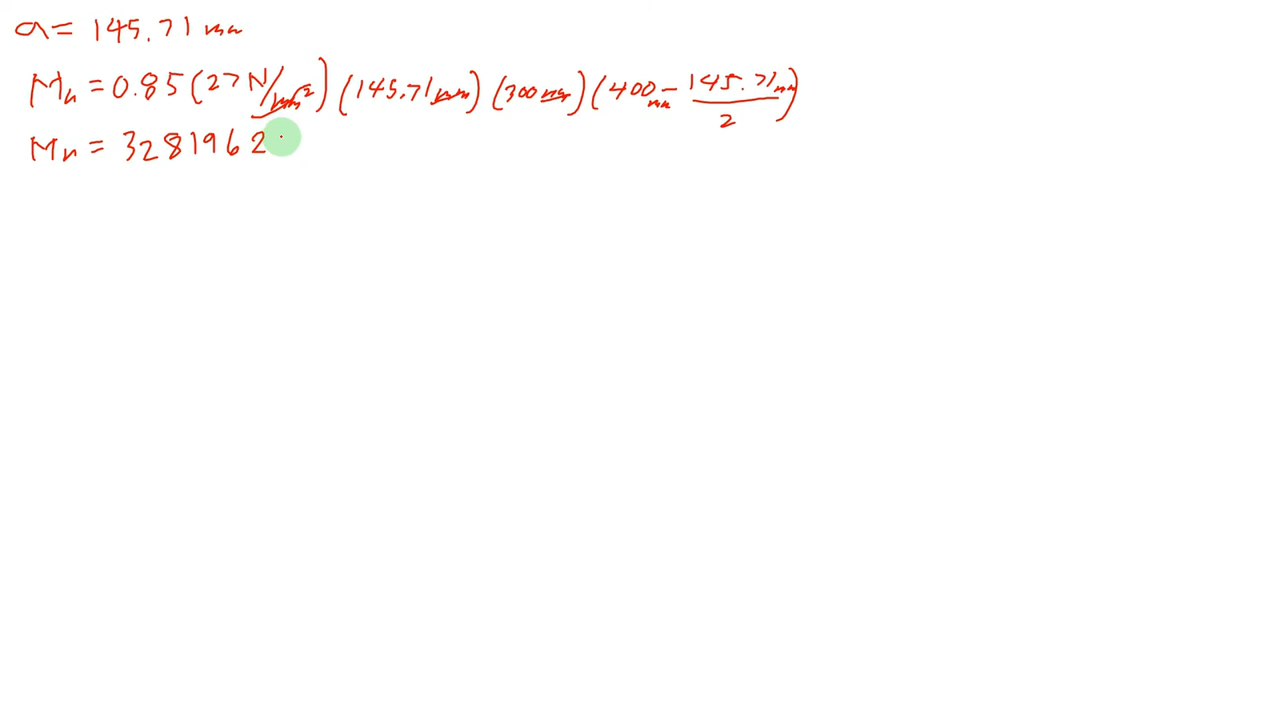 a = 145.71 mm
Mn = 0.85 (27 N/mm²) (145.71 mm) (300 mm) (400 mm - 145.71 mm / 2)
Mn = 3281962